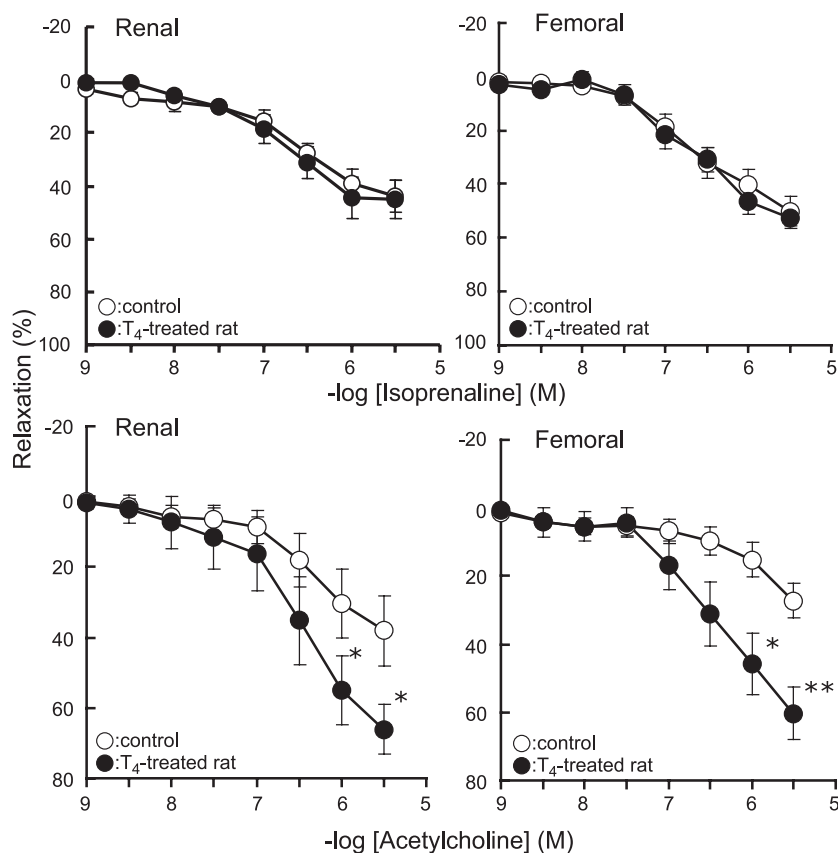 Renal
Femoral
-20
0
20
40
60
80
100
○:control
●:T₄-treated rat
9 8 7 6 5
-20
0
20
40
60
80
100
○:control
●:T₄-treated rat
9 8 7 6 5
-log [Isoprenaline] (M)
Relaxation (%)
Renal
Femoral
-20
0
20
40
60
80
*
*
○:control
●:T₄-treated rat
9 8 7 6 5
-20
0
20
40
60
80
*
**
○:control
●:T₄-treated rat
9 8 7 6 5
-log [Acetylcholine] (M)